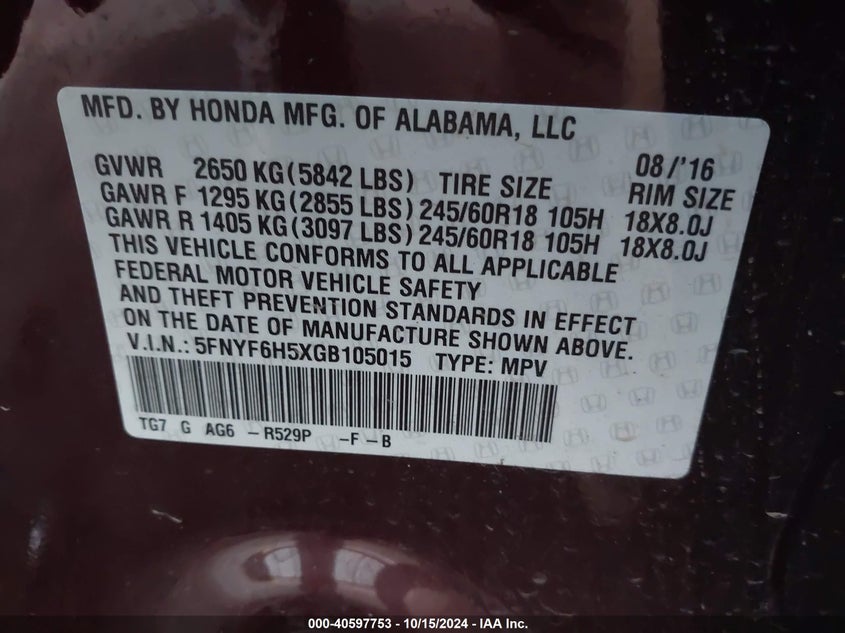 MFD. BY HONDA MFG. OF ALABAMA, LLC
08/'16
GVWR 2650 KG(5842 LBS) TIRE SIZE RIM SIZE
GAWR F 1295 KG(2855 LBS)245/60R18 105H 18X8.0J
GAWR R 1405 KG(3097 LBS)245/60R18 105H 18X8.0J
THIS VEHICLE CONFORMS TO ALL APPLICABLE
FEDERAL MOTOR VEHICLE SAFETY
AND THEFT PREVENTION STANDARDS IN EFFECT
ON THE DATE OF MANUFACTURE SHOWN ABOVE.
V.I.N.: 5FNYF6H5XGB105015 TYPE: MPV
TG7 G AG6 -R529P -F-B
000-40597753 - 10/15/2024 - IAA Inc.